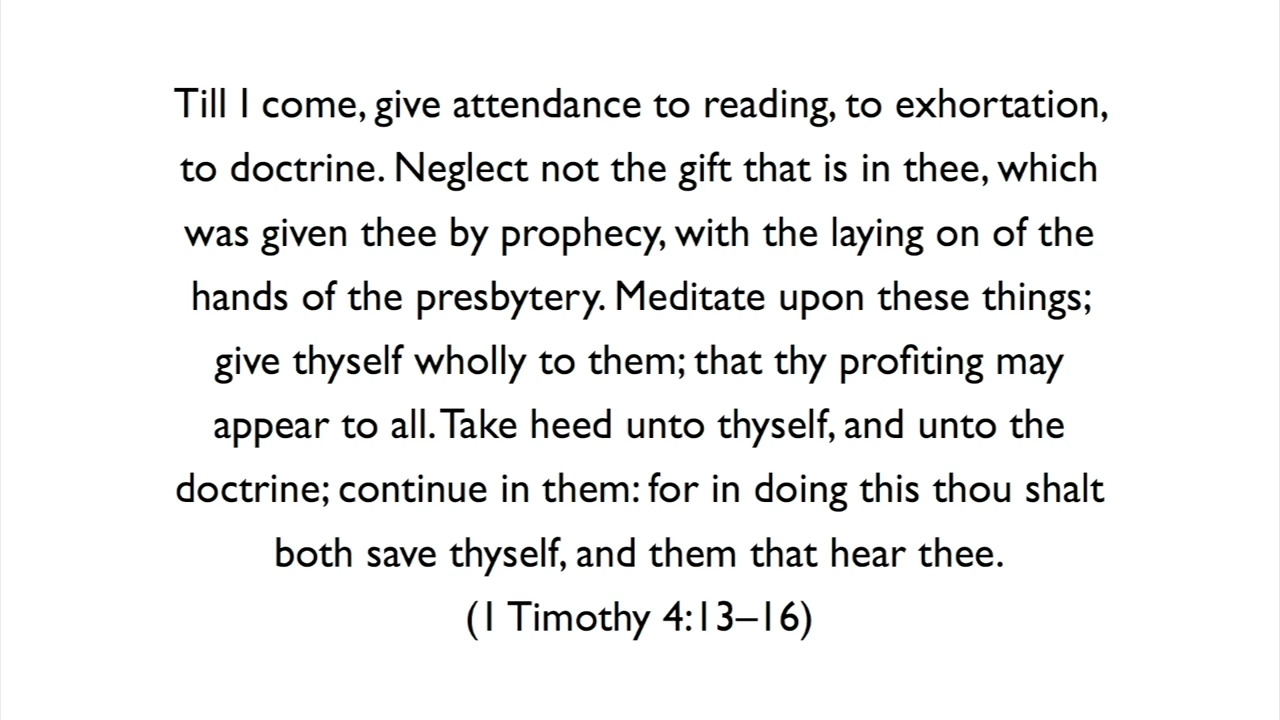 Till I come, give attendance to reading, to exhortation,
to doctrine. Neglect not the gift that is in thee, which
was given thee by prophecy, with the laying on of the
hands of the presbytery. Meditate upon these things;
give thyself wholly to them; that thy profiting may
appear to all. Take heed unto thyself, and unto the
doctrine; continue in them: for in doing this thou shalt
both save thyself, and them that hear thee.
(1 Timothy 4:13–16)